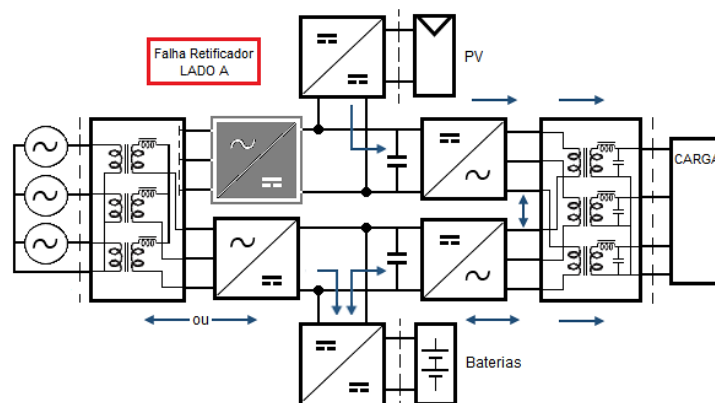 Falha Retificador
LADO A
PV
CARGA
ou
Baterias